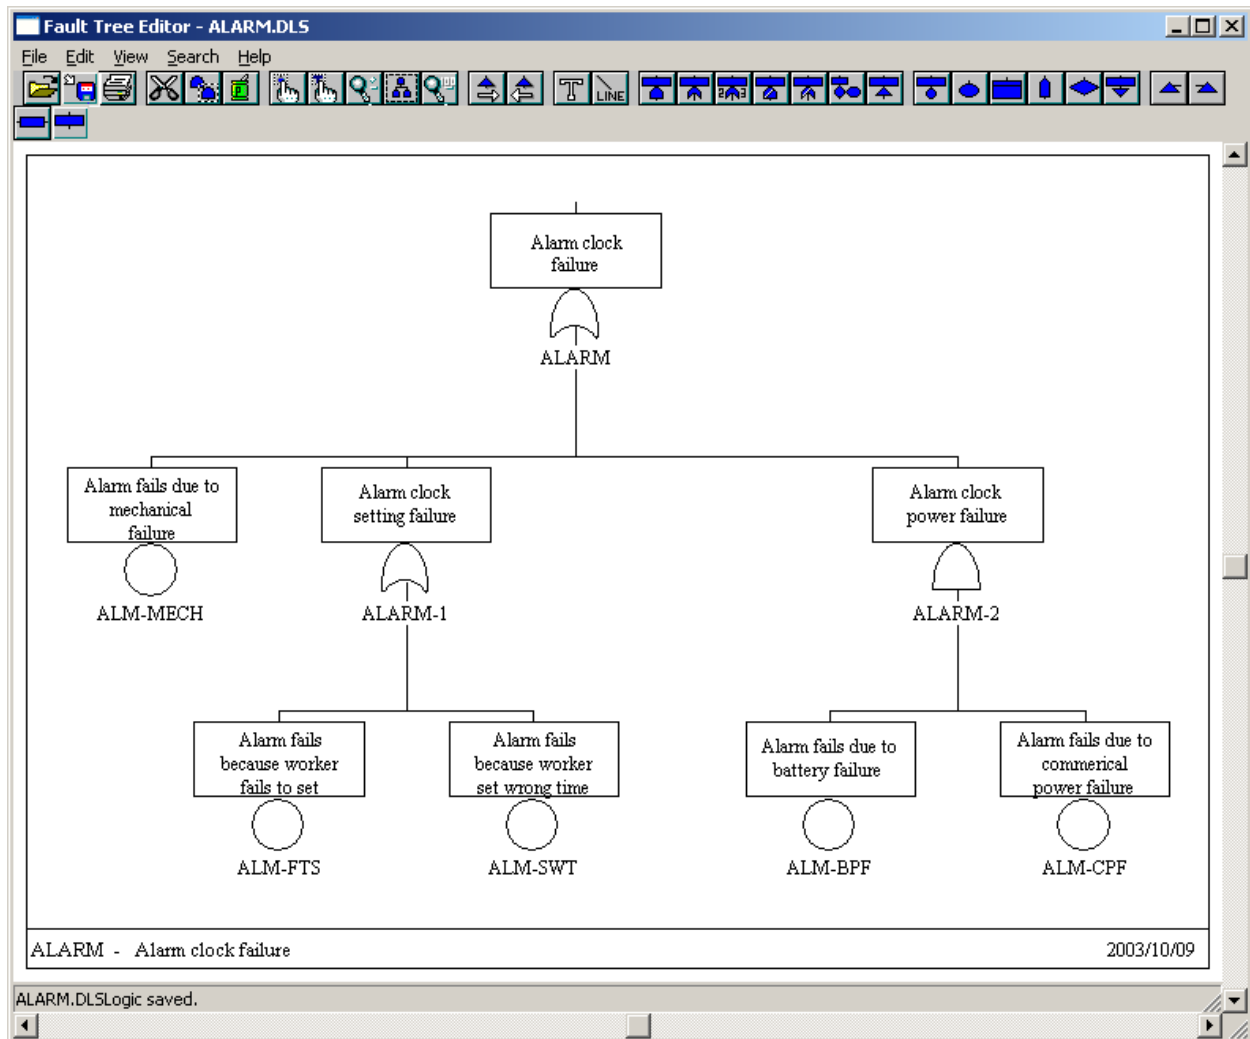 Fault Tree Editor - ALARM.DLS
File Edit View Search Help
T LINE 2/3
Alarm clock
failure
ALARM
Alarm fails due to
mechanical
failure
ALM-MECH
Alarm clock
setting failure
ALARM-1
Alarm clock
power failure
ALARM-2
Alarm fails
because worker
fails to set
ALM-FTS
Alarm fails
because worker
set wrong time
ALM-SWT
Alarm fails due to
battery failure
ALM-BPF
Alarm fails due to
commerical
power failure
ALM-CPF
ALARM - Alarm clock failure 2003/10/09
ALARM.DLSLogic saved.